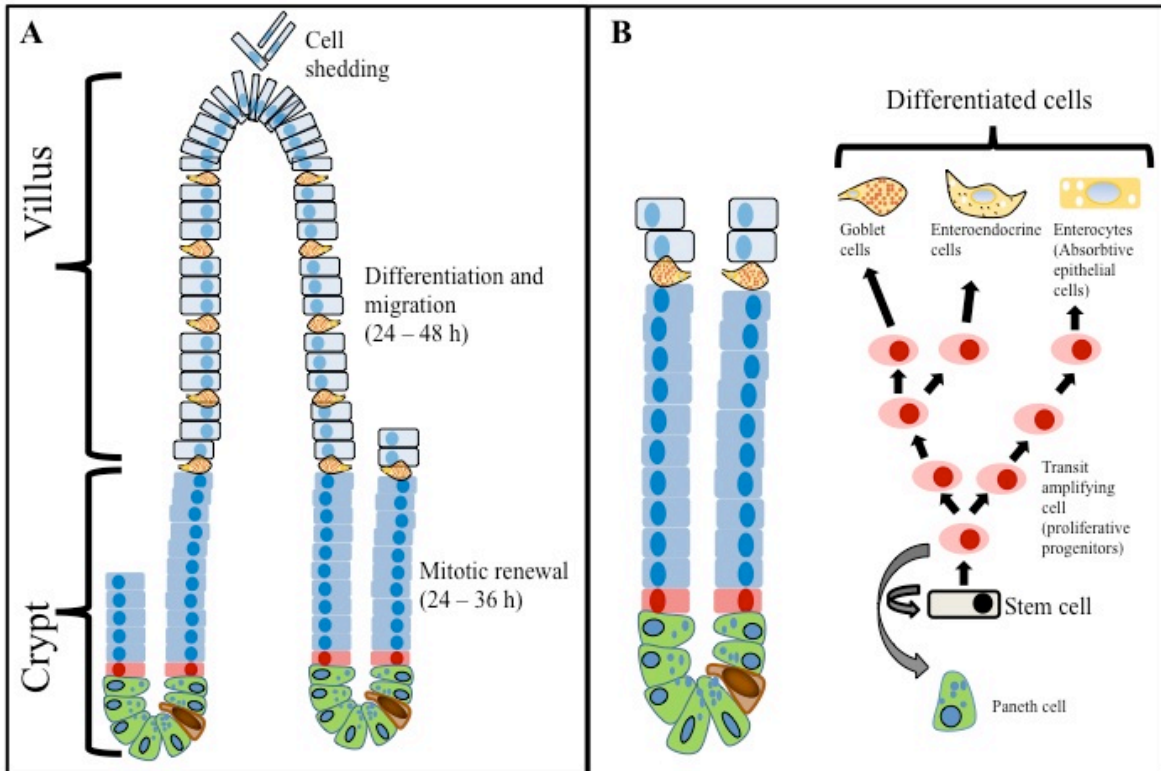 A
Cell
shedding
Villus
Differentiation and
migration
(24 – 48 h)
Crypt
Mitotic renewal
(24 – 36 h)
B
Differentiated cells
Goblet
cells
Enteroendocrine
cells
Enterocytes
(Absorbtive
epithelial
cells)
Transit
amplifying
cell
(proliferative
progenitors)
Stem cell
Paneth cell